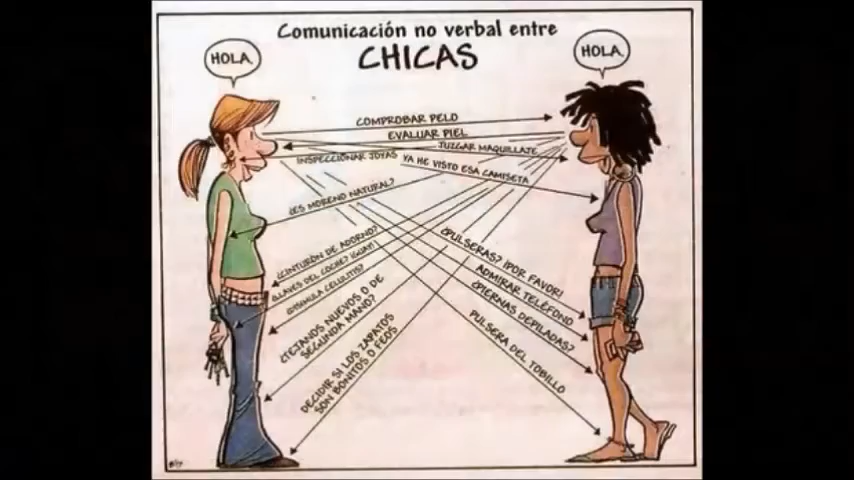 Comunicación no verbal entre
CHICAS
HOLA.
HOLA.
COMPROBAR PELO
EVALUAR PIEL
JUZGAR MAQUILLAJE
INSPECCIONAR JOYAS
YA HE VISTO ESA CAMISETA
¿ES MORENO NATURAL?
¿CINTURÓN DE ADORNO?
¿LLAVES DEL COCHE? ¡GUAY!
¿DISIMULA CELULITIS?
¿TEJANOS NUEVOS O DE
SEGUNDA MANO?
DECIDIR SI LOS ZAPATOS
SON BONITOS O FEOS
¿PULSERAS? ¡POR FAVOR!
ADMIRAR TELÉFONO
¿PIERNAS DEPILADAS?
PULSERA DEL TOBILLO